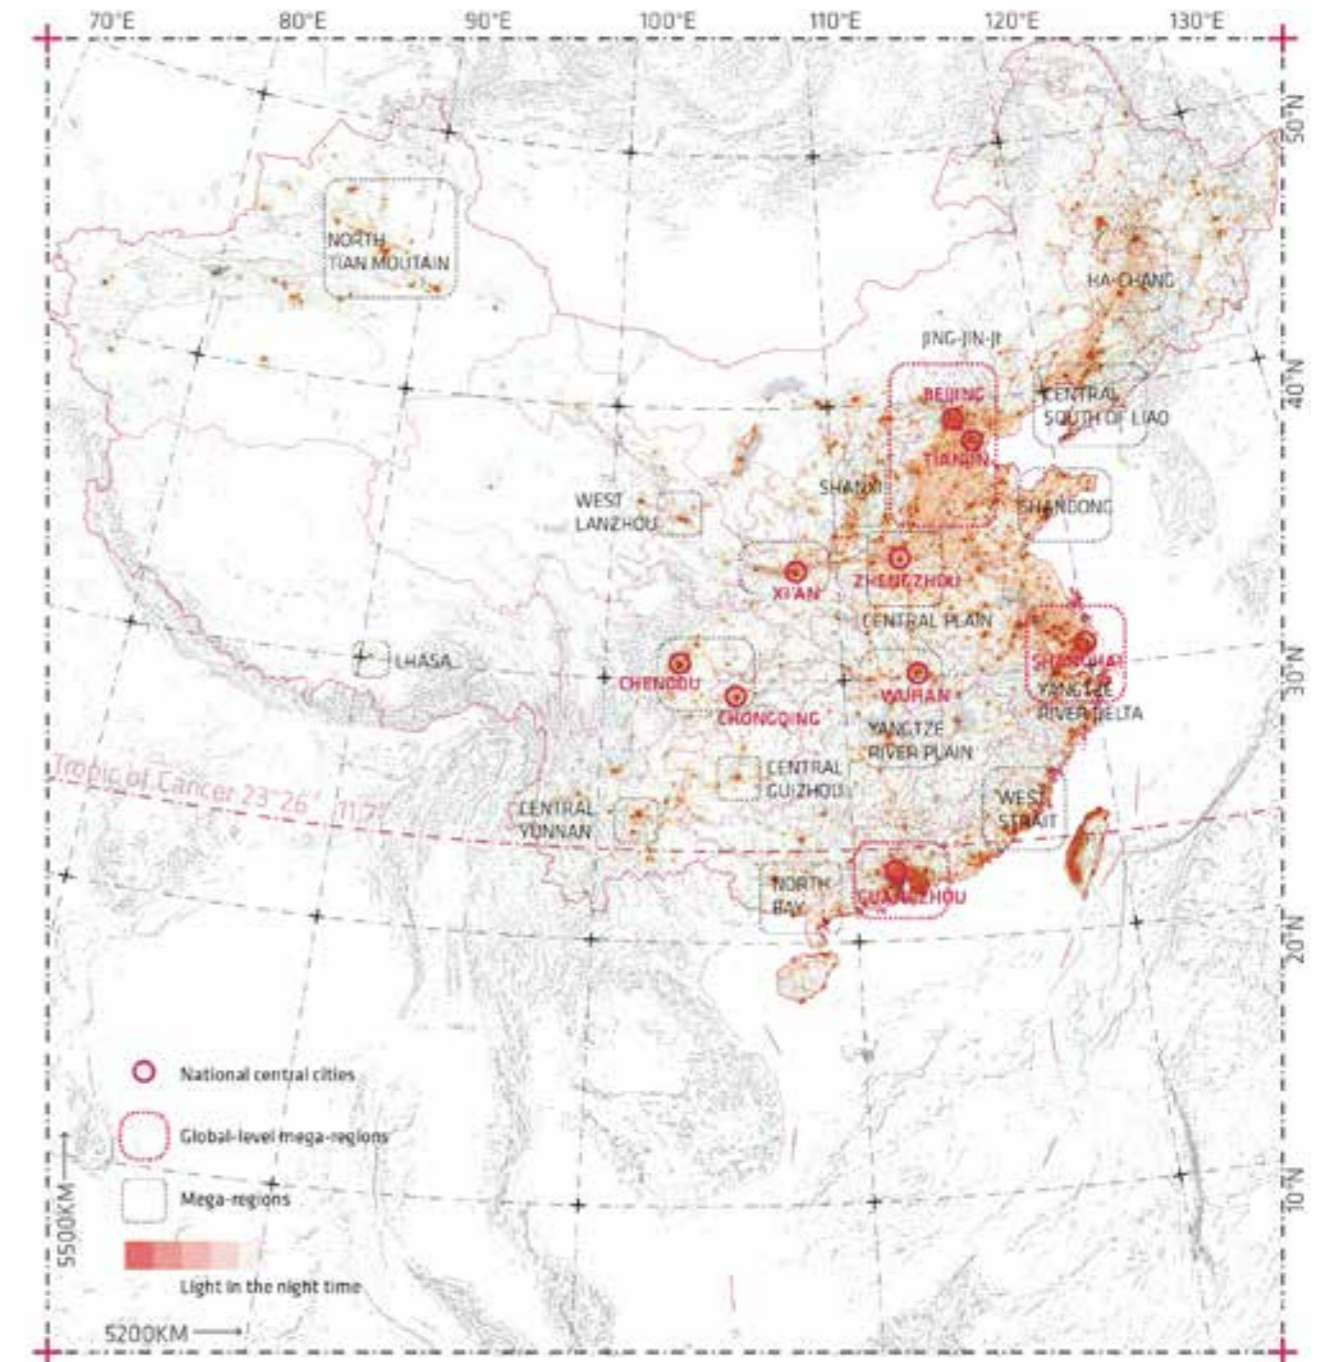 70°E 80°E 90°E 100°E 110°E 120°E 130°E
50°N
NORTH
TIAN MOUTAIN
HA-CHANG
JING-JIN-JI
40°N
BEIJING
CENTRAL
SOUTH OF LIAO
TIANJIN
SHANXI
WEST
LANZHOU
SHANGONG
XI'AN
ZHENGZHOU
CENTRAL PLAIN
LHASA
CHENGDU
SHANGHAI
30°N
WUHAN
YANGTZE
RIVER DELTA
CHONGQING
YANGTZE
RIVER PLAIN
Tropic of Cancer 23°26'
CENTRAL
GUIZHOU
CENTRAL
YUNNAN
WEST
STRAIT
NORTH
BAY
GUANGZHOU
20°N
National central cities
Global-level mega-regions
Mega-regions
10°N
5500KM
Light in the night time
5200KM